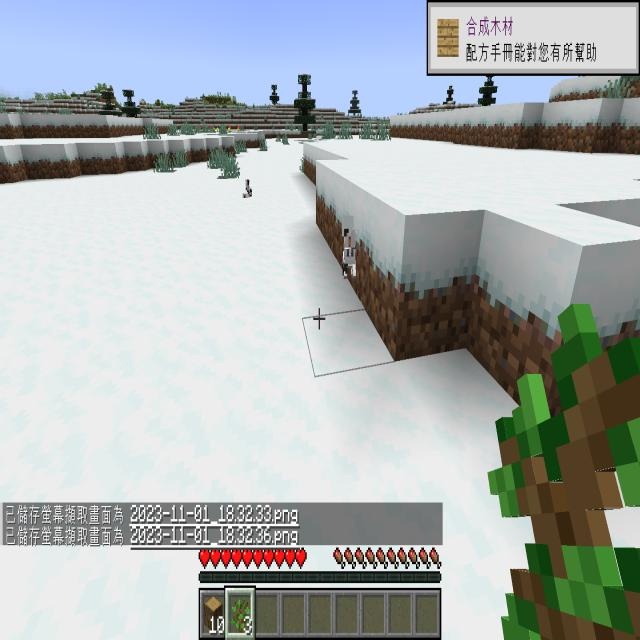 合成木材
配方手冊能對您有所幫助
已儲存螢幕擷取畫面為 2023-11-01_18.32.33.png
已儲存螢幕擷取畫面為 2023-11-01_18.32.36.png
10
3